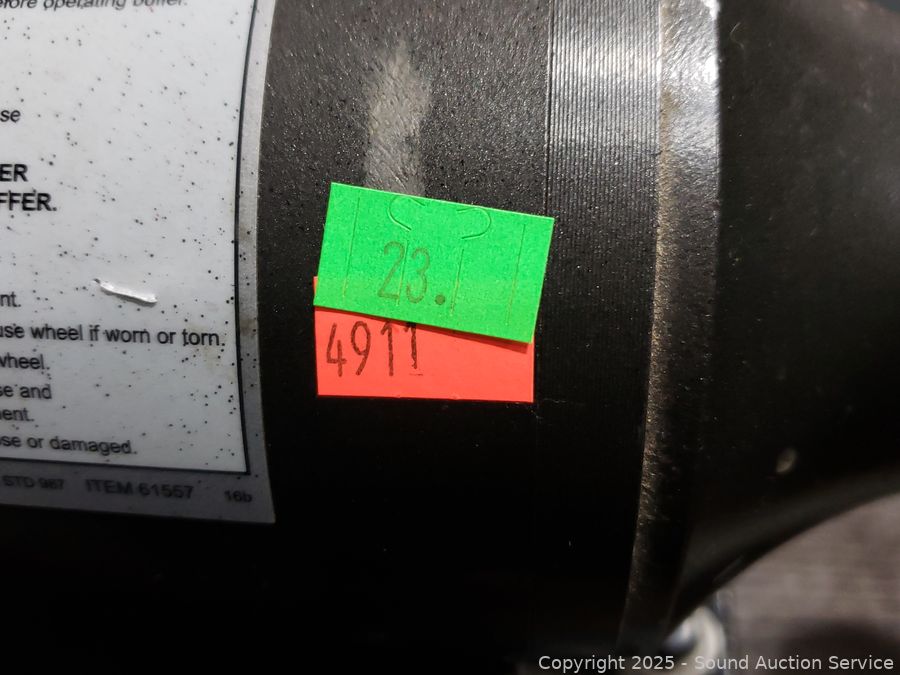 efore operating buffer.
se
ER
FFER.
nt.
use wheel if worn or torn.
wheel.
se and
ent.
ose or damaged.
STD 987 ITEM 61557 16b
23.
4911
Copyright 2025 - Sound Auction Service